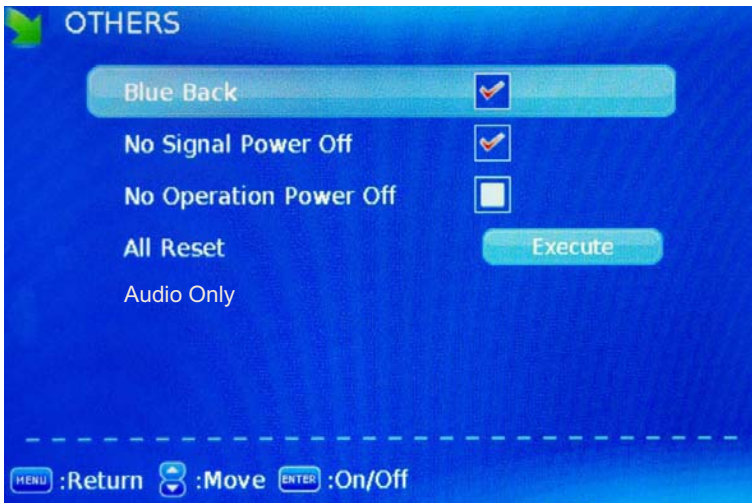 OTHERS
Blue Back
No Signal Power Off
No Operation Power Off
All Reset Execute
Audio Only
MENU :Return ENTER :Move ENTER :On/Off